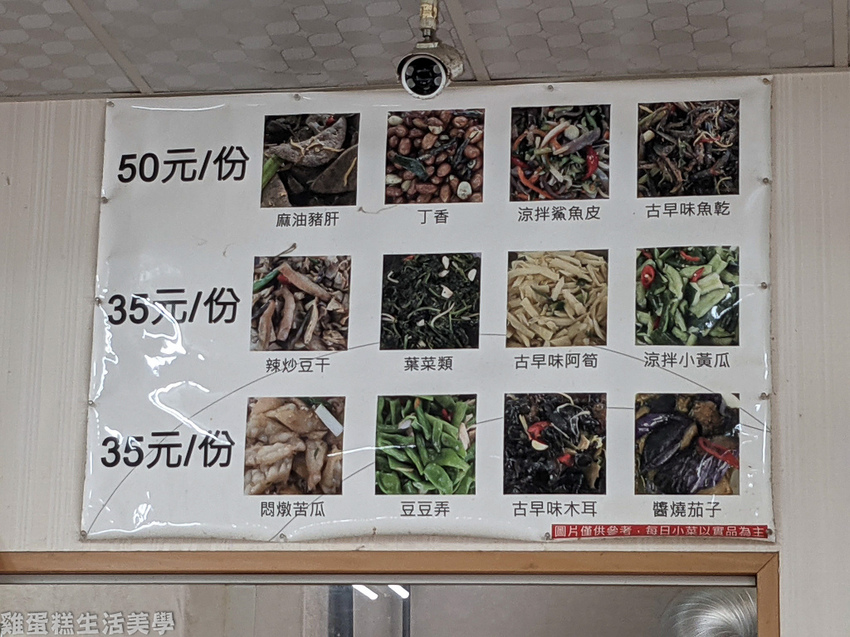 50元/份
麻油豬肝 丁香 涼拌鯊魚皮 古早味魚乾
35元/份
辣炒豆干 葉菜類 古早味阿筍 涼拌小黃瓜
35元/份
悶燉苦瓜 豆豆弄 古早味木耳 醬燒茄子
圖片僅供參考，每日小菜以實品為主
雞蛋糕生活美學